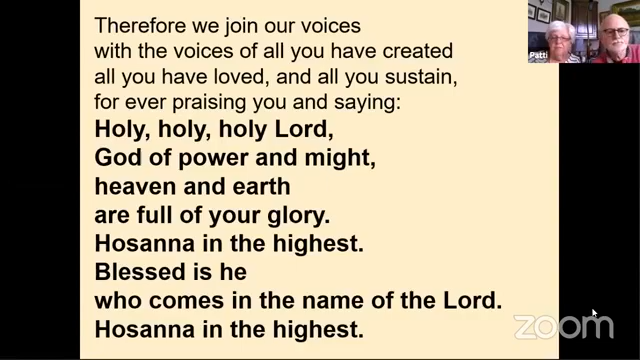 Therefore we join our voices
with the voices of all you have created
all you have loved, and all you sustain,
for ever praising you and saying:
Holy, holy, holy Lord,
God of power and might,
heaven and earth
are full of your glory.
Hosanna in the highest.
Blessed is he
who comes in the name of the Lord.
Hosanna in the highest.
Patti
zoom